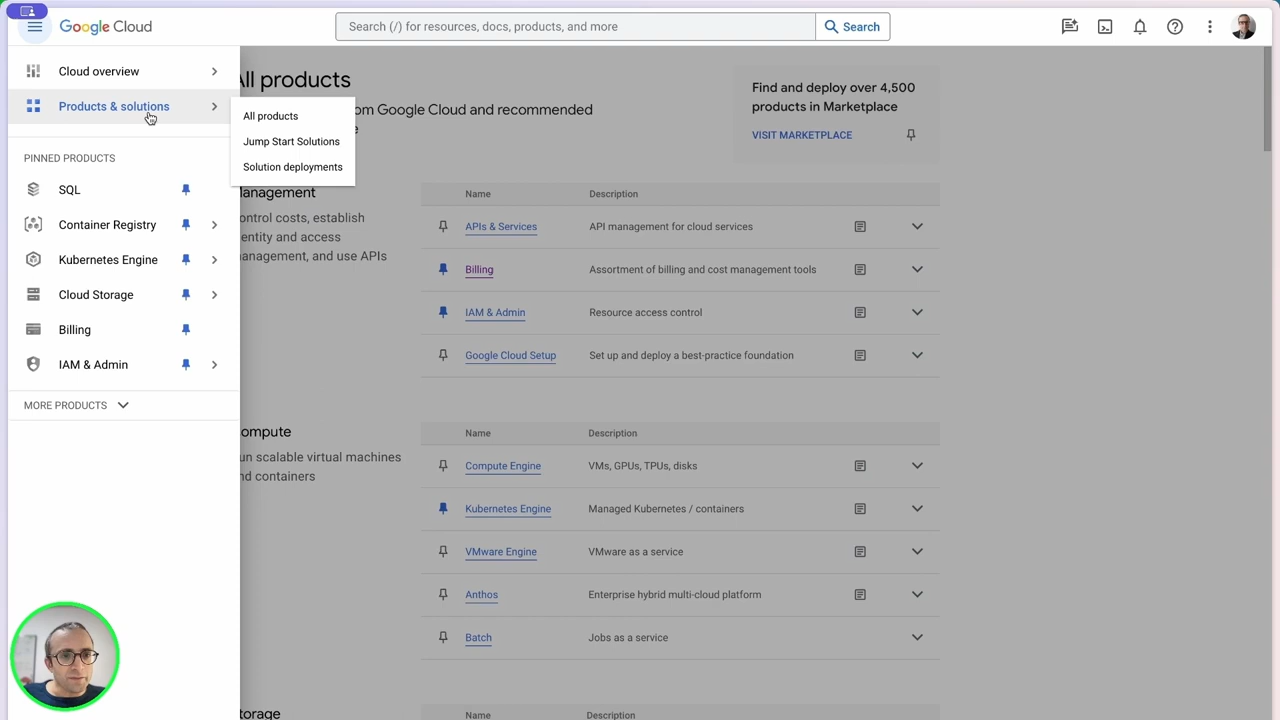 Google Cloud
Search (/) for resources, docs, products, and more
Search
Cloud overview
Products & solutions
All products
Jump Start Solutions
Solution deployments
PINNED PRODUCTS
SQL
Container Registry
Kubernetes Engine
Cloud Storage
Billing
IAM & Admin
MORE PRODUCTS
All products
om Google Cloud and recommended
Find and deploy over 4,500
products in Marketplace
VISIT MARKETPLACE
anagement
ontrol costs, establish
entity and access
anagement, and use APIs
Name Description
APIs & Services API management for cloud services
Billing Assortment of billing and cost management tools
IAM & Admin Resource access control
Google Cloud Setup Set up and deploy a best-practice foundation
ompute
un scalable virtual machines
nd containers
Name Description
Compute Engine VMs, GPUs, TPUs, disks
Kubernetes Engine Managed Kubernetes / containers
VMware Engine VMware as a service
Anthos Enterprise hybrid multi-cloud platform
Batch Jobs as a service
torage
Name Description